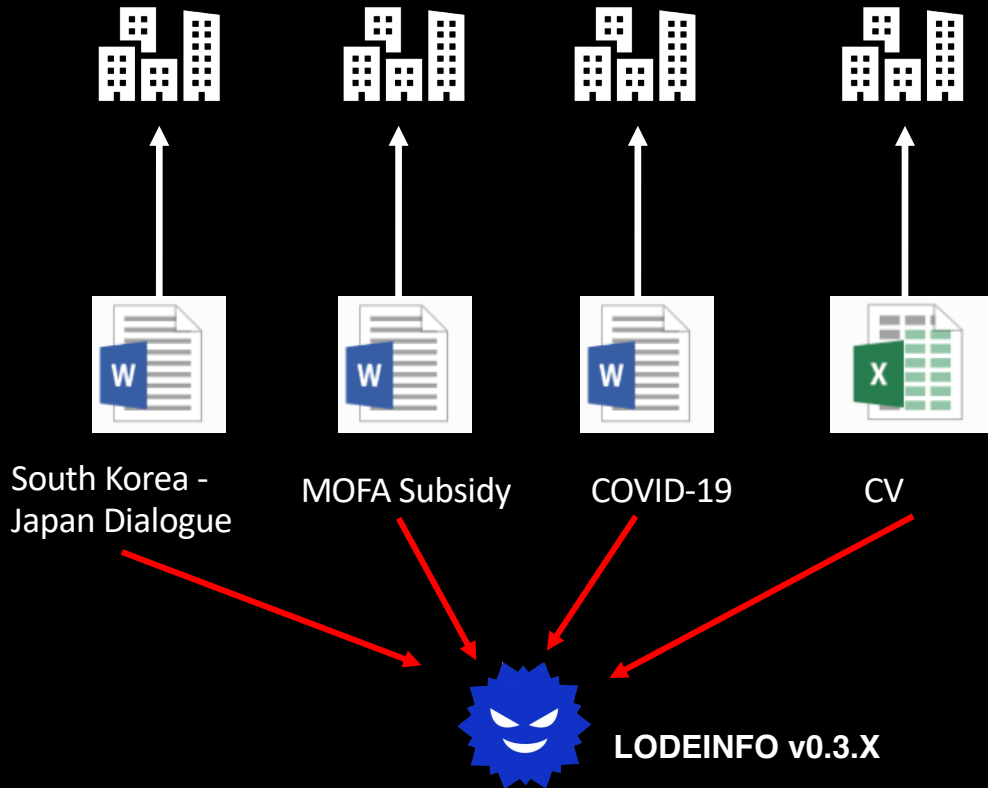 W
W
W
X
South Korea -
Japan Dialogue
MOFA Subsidy
COVID-19
CV
LODEINFO v0.3.X